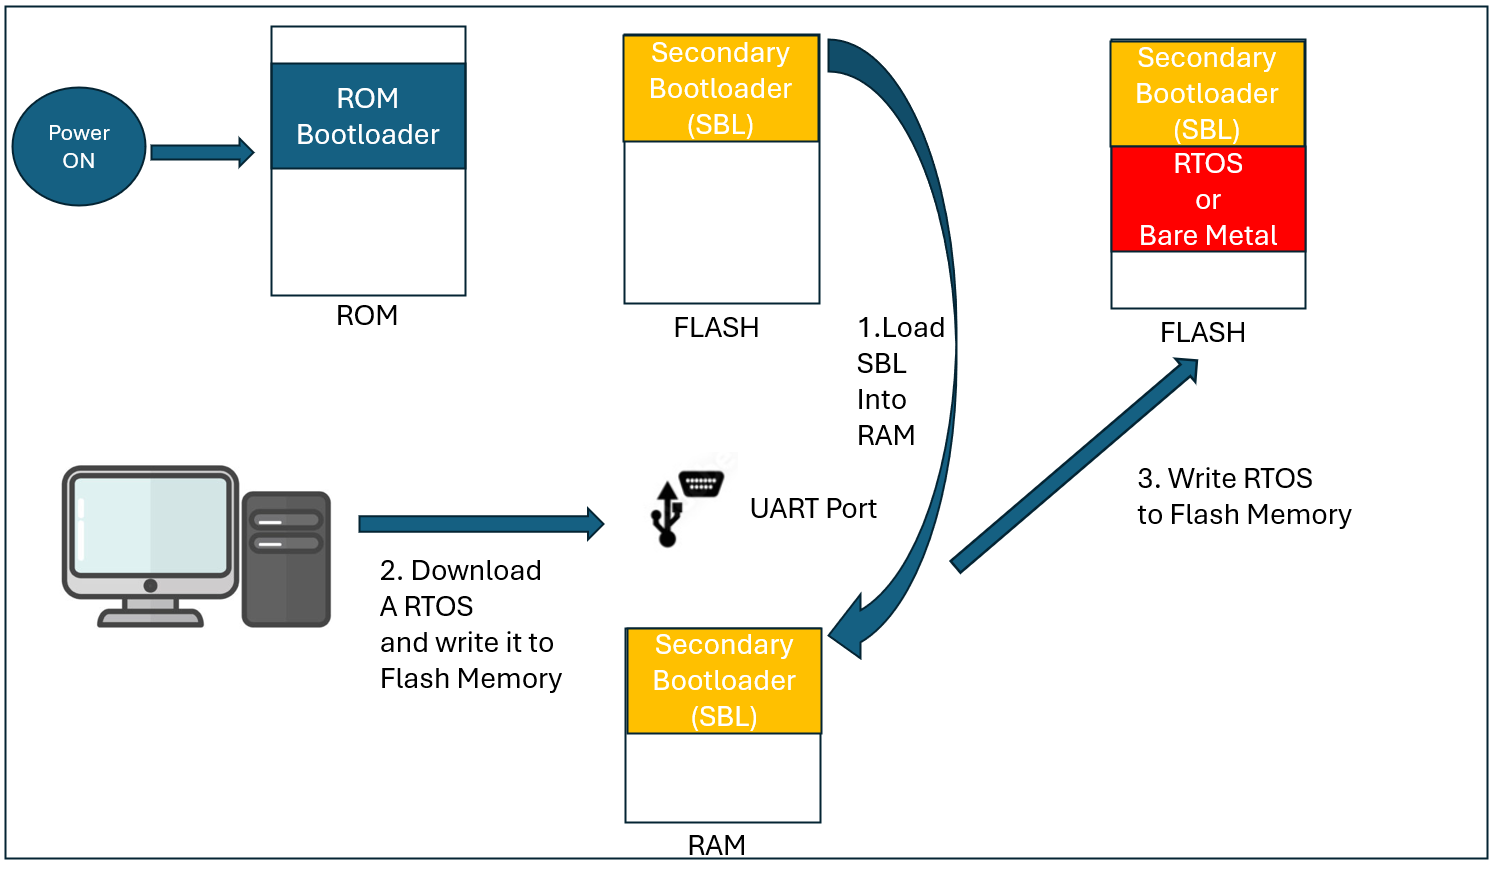 Power
ON
ROM
Bootloader
ROM
Secondary
Bootloader
(SBL)
FLASH
1.Load
SBL
Into
RAM
Secondary
Bootloader
(SBL)
RTOS
or
Bare Metal
FLASH
2. Download
A RTOS
and write it to
Flash Memory
UART Port
3. Write RTOS
to Flash Memory
Secondary
Bootloader
(SBL)
RAM